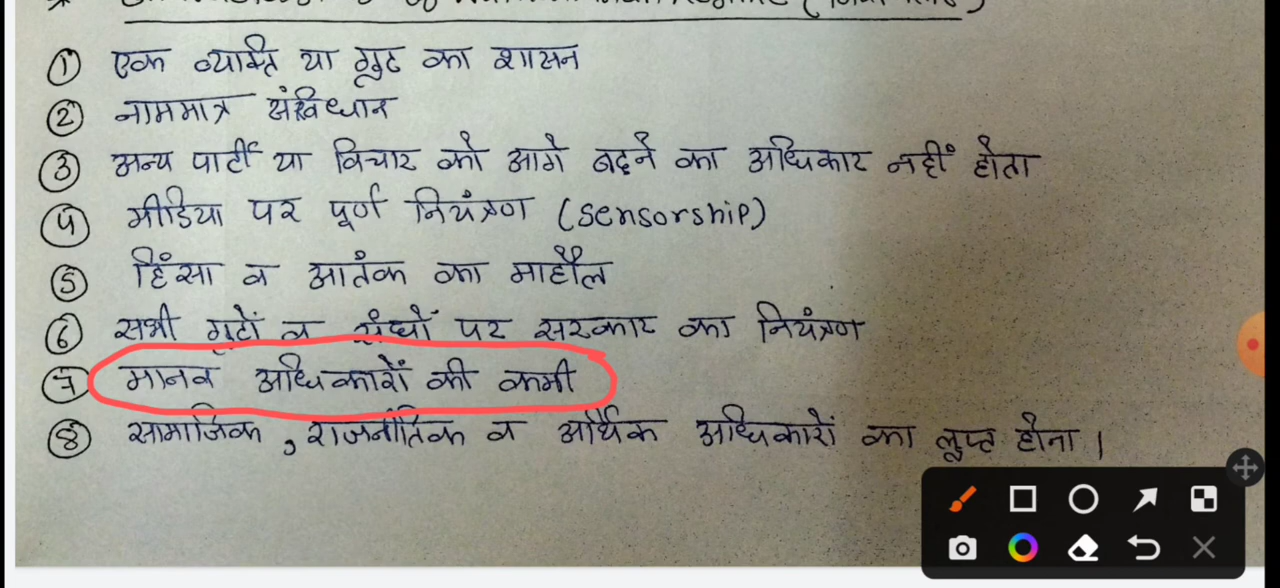 ① एक व्यक्ति या गुट का शासन
② नाममात्र संविधान
③ अन्य पार्टी या विचार को आगे बढ़ने का अधिकार नहीं होता
④ मीडिया पर पूर्ण नियंत्रण (sensorship)
⑤ हिंसा व आतंक का माहौल
⑥ सभी गुटों व संघों पर सरकार का नियंत्रण
⑦ मानव अधिकारों की कमी
⑧ सामाजिक, राजनीतिक व आर्थिक अधिकारों का लुप्त होना।